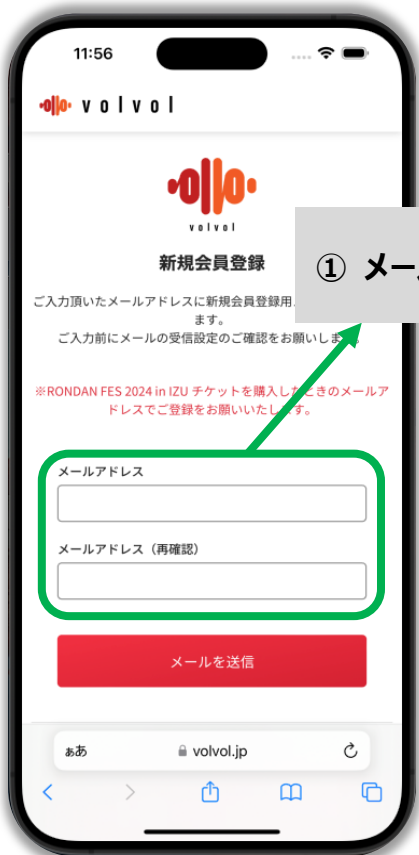 11:56
volvol
volvol
新規会員登録
① メー
ご入力頂いたメールアドレスに新規会員登録用
ます。
ご入力前にメールの受信設定のご確認をお願いしま
※RONDAN FES 2024 in IZU チケットを購入したときのメールア
ドレスでご登録をお願いいたします。
メールアドレス
メールアドレス（再確認）
メールを送信
ぁあ
volvol.jp